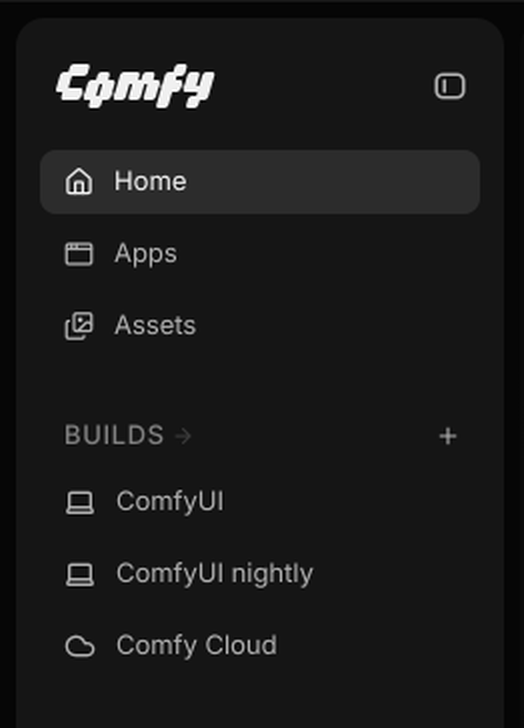 Comfy
Home
Apps
Assets
BUILDS →
ComfyUI
ComfyUI nightly
Comfy Cloud